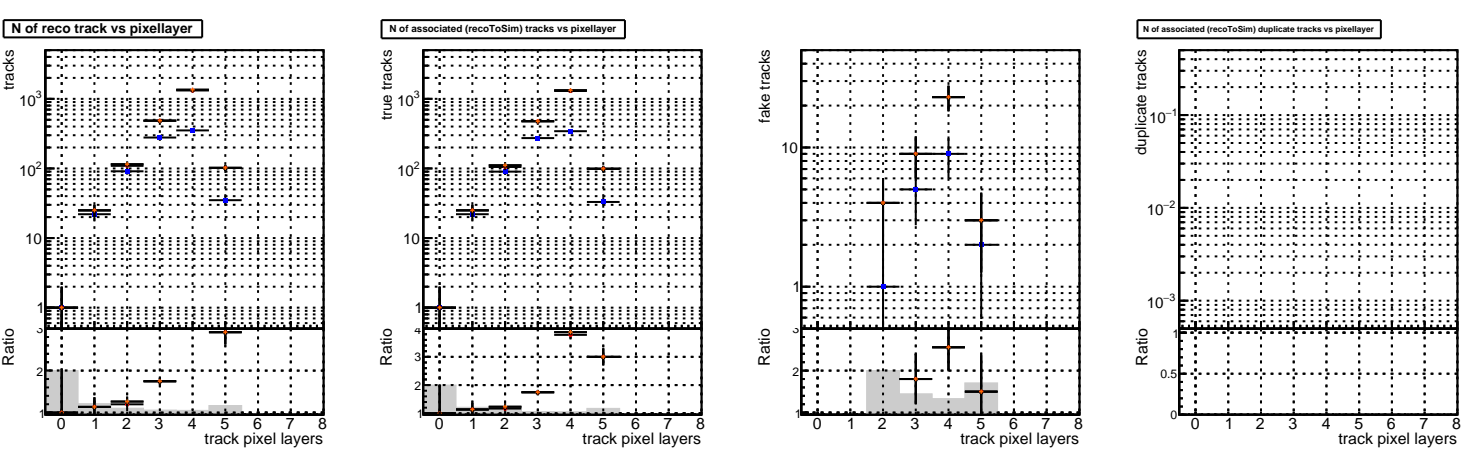 N of reco track vs pixellayer
tracks
10³
10²
10
1
Ratio
3
2
1
0 1 2 3 4 5 6 7 8
track pixel layers
N of associated (recoToSim) tracks vs pixellayer
true tracks
10³
10²
10
1
Ratio
4
3
2
1
0 1 2 3 4 5 6 7 8
track pixel layers
fake tracks
10
1
Ratio
3
2
1
0 1 2 3 4 5 6 7 8
track pixel layers
N of associated (recoToSim) duplicate tracks vs pixellayer
duplicate tracks
10⁻¹
10⁻²
10⁻³
Ratio
1
0.5
0
0 1 2 3 4 5 6 7 8
track pixel layers